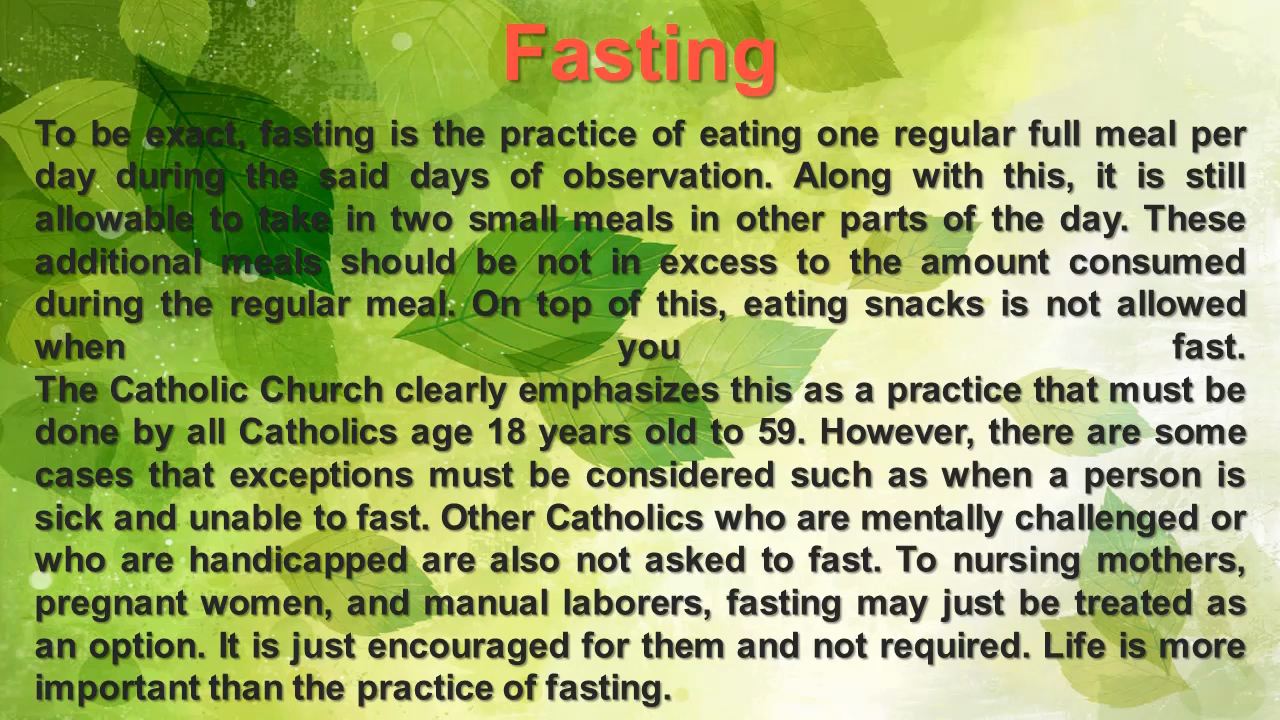 Fasting
To be exact, fasting is the practice of eating one regular full meal per
day during the said days of observation. Along with this, it is still
allowable to take in two small meals in other parts of the day. These
additional meals should be not in excess to the amount consumed
during the regular meal. On top of this, eating snacks is not allowed
when you fast.
The Catholic Church clearly emphasizes this as a practice that must be
done by all Catholics age 18 years old to 59. However, there are some
cases that exceptions must be considered such as when a person is
sick and unable to fast. Other Catholics who are mentally challenged or
who are handicapped are also not asked to fast. To nursing mothers,
pregnant women, and manual laborers, fasting may just be treated as
an option. It is just encouraged for them and not required. Life is more
important than the practice of fasting.